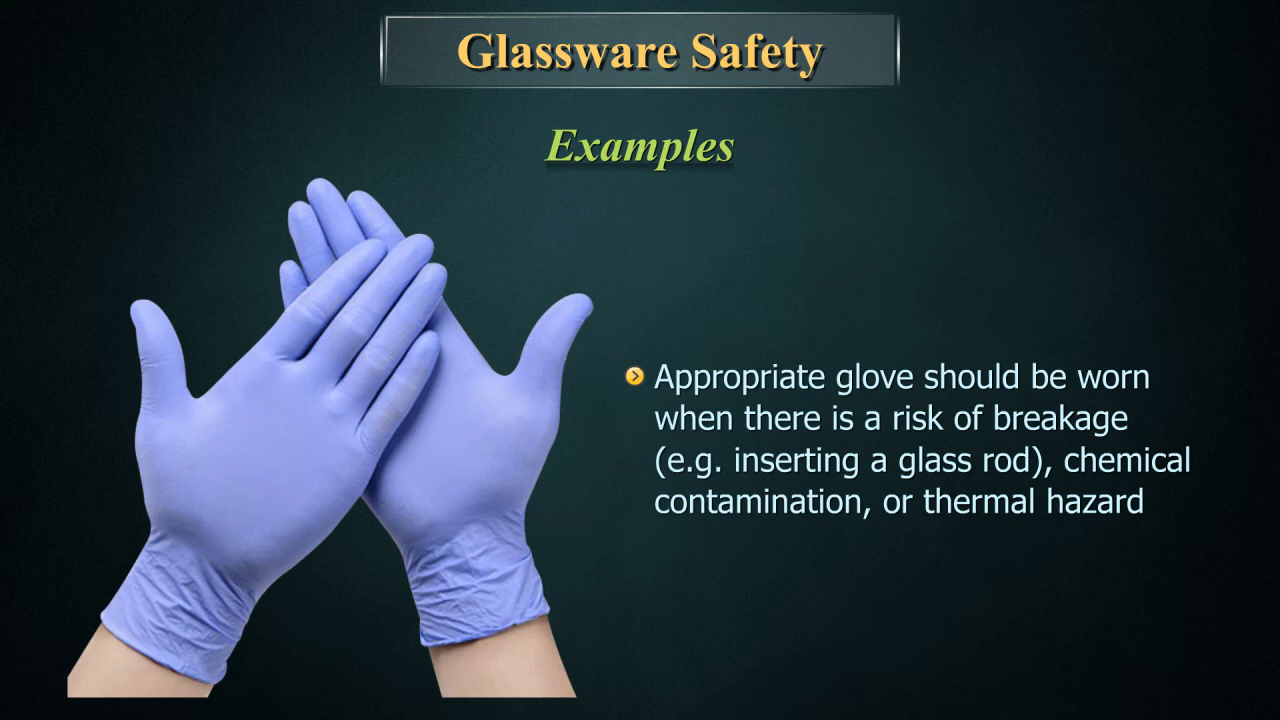 Glassware Safety
Examples
Appropriate glove should be worn
when there is a risk of breakage
(e.g. inserting a glass rod), chemical
contamination, or thermal hazard